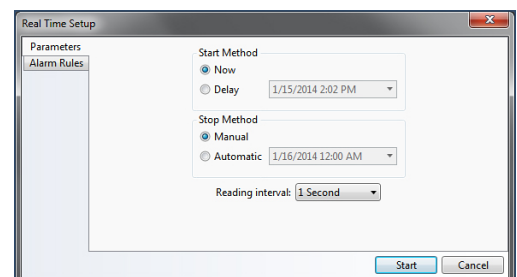 Real Time Setup
Parameters
Alarm Rules
Start Method
Now
Delay 1/15/2014 2:02 PM
Stop Method
Manual
Automatic 1/16/2014 12:00 AM
Reading interval: 1 Second
Start Cancel